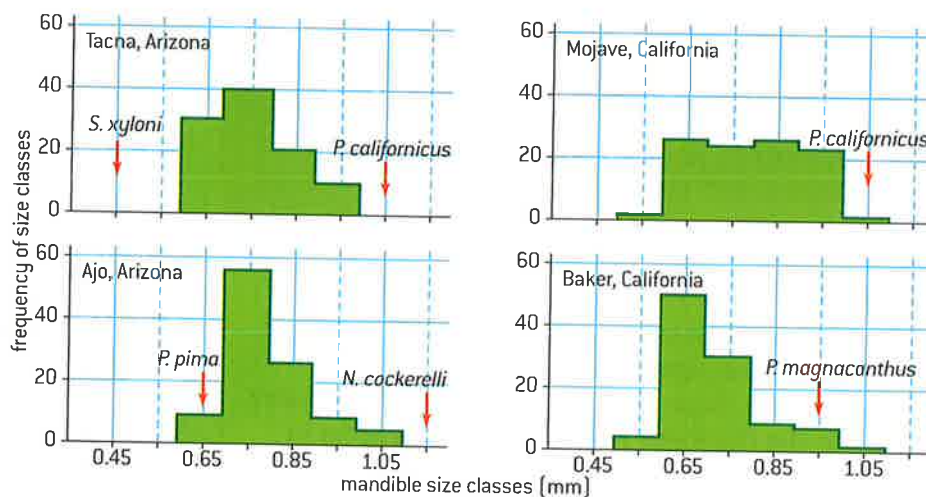 frequency of size classes
60
40
20
0
Tacna, Arizona
S. xyloni
P. californicus
60
40
20
0
Mojave, California
P. californicus
60
40
20
0
Ajo, Arizona
P. pima
N. cockerelli
0.45 0.65 0.85 1.05
60
40
20
0
Baker, California
P. magnacanthus
0.45 0.65 0.85 1.05
mandible size classes (mm)